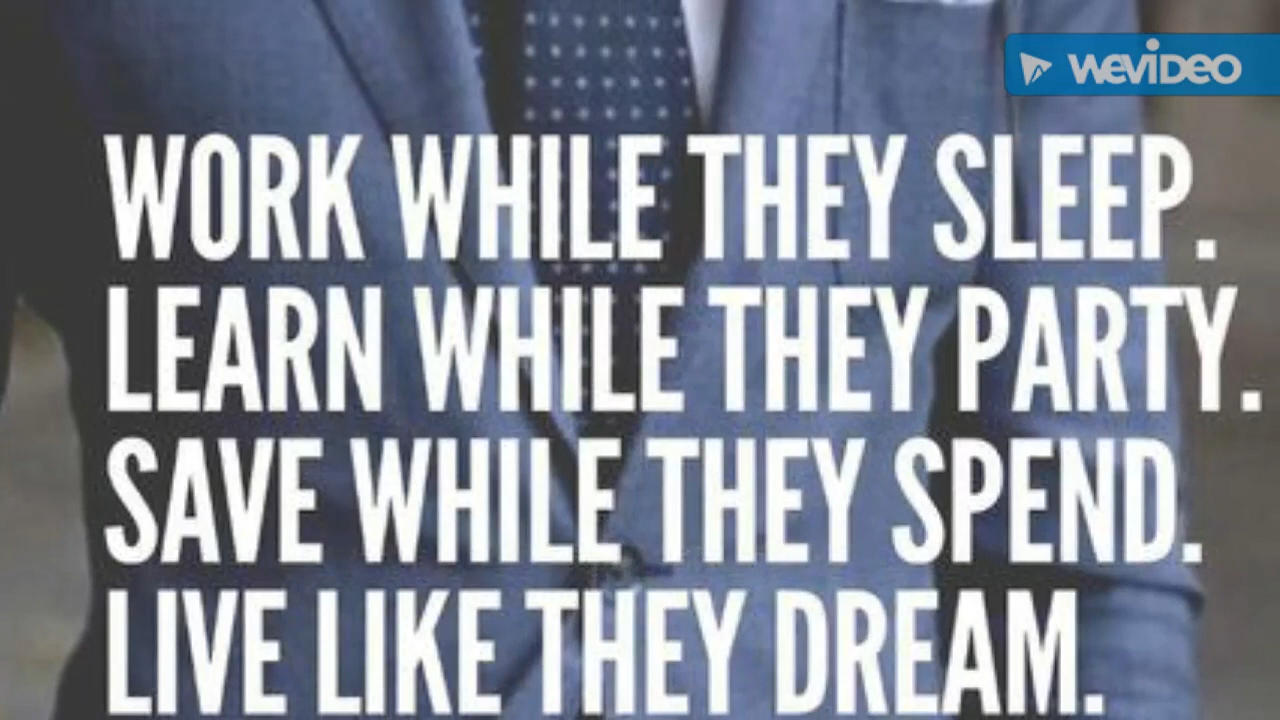 WEVIDEO
WORK WHILE THEY SLEEP.
LEARN WHILE THEY PARTY.
SAVE WHILE THEY SPEND.
LIVE LIKE THEY DREAM.